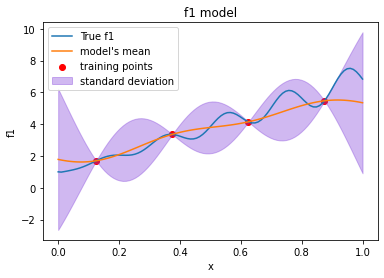 f1 model
True f1
model's mean
training points
standard deviation
f1
10
8
6
4
2
0
−2
0.0 0.2 0.4 0.6 0.8 1.0
x